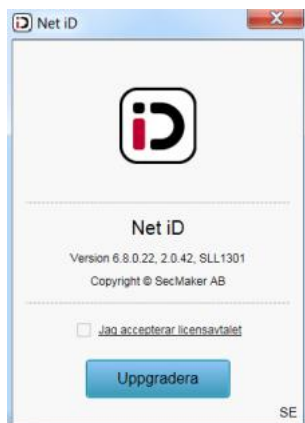 Net iD
iD
Net iD
Version 6.8.0.22, 2.0.42, SLL1301
Copyright © SecMaker AB
Jag accepterar licensavtalet
Uppgradera
SE